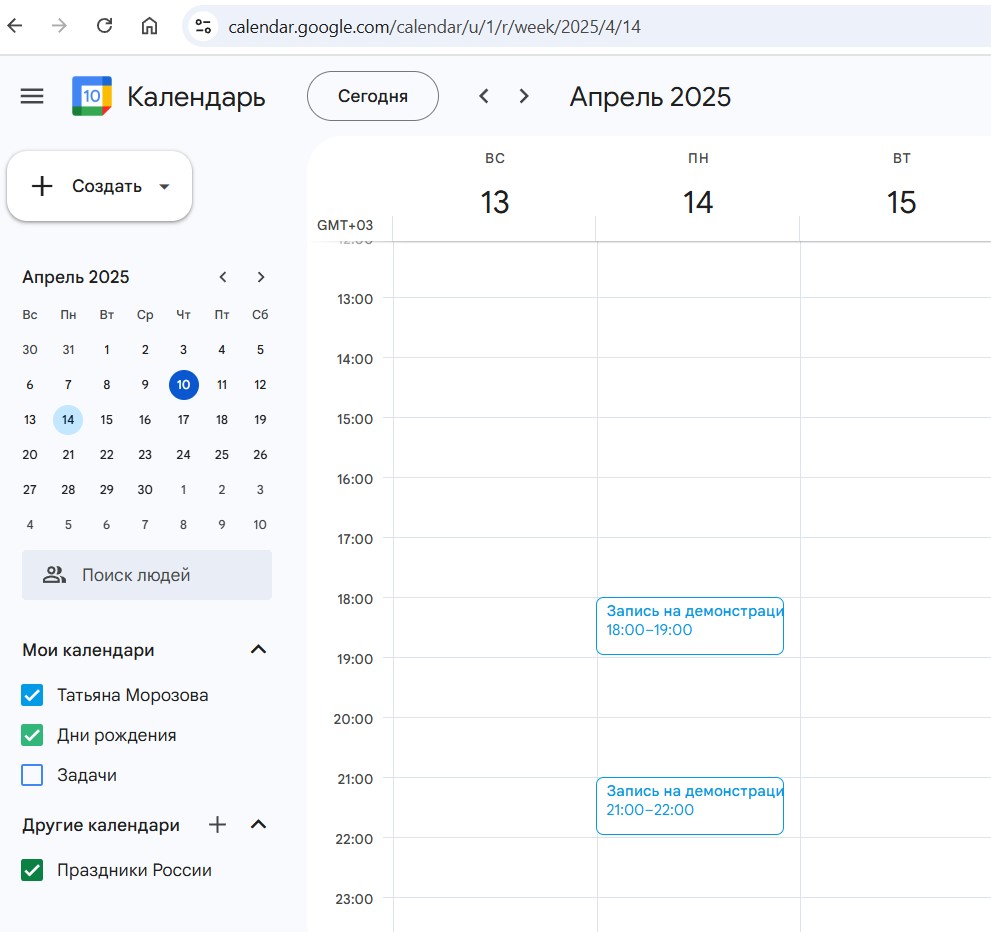 calendar.google.com/calendar/u/1/r/week/2025/4/14
10 Календарь
Сегодня
Апрель 2025
Создать
ВС ПН ВТ
13 14 15
GMT+03
12:00
13:00
14:00
15:00
16:00
17:00
18:00
19:00
20:00
21:00
22:00
23:00
Запись на демонстраци
18:00–19:00
Запись на демонстраци
21:00–22:00
Апрель 2025
Вс Пн Вт Ср Чт Пт Сб
30 31 1 2 3 4 5
6 7 8 9 10 11 12
13 14 15 16 17 18 19
20 21 22 23 24 25 26
27 28 29 30 1 2 3
4 5 6 7 8 9 10
Поиск людей
Мои календари
Татьяна Морозова
Дни рождения
Задачи
Другие календари
Праздники России